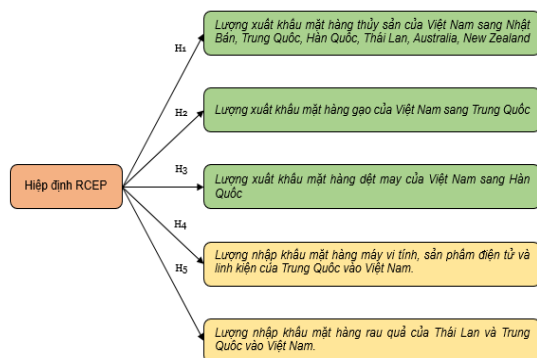 Lượng xuất khẩu mặt hàng thủy sản của Việt Nam sang Nhật
Bản, Trung Quốc, Hàn Quốc, Thái Lan, Australia, New Zealand
H1
H2
Lượng xuất khẩu mặt hàng gạo của Việt Nam sang Trung Quốc
Hiệp định RCEP
H3
Lượng xuất khẩu mặt hàng dệt may của Việt Nam sang Hàn
Quốc
H4
Lượng nhập khẩu mặt hàng máy vi tính, sản phẩm điện tử và
linh kiện của Trung Quốc vào Việt Nam.
H5
Lượng nhập khẩu mặt hàng rau quả của Thái Lan và Trung
Quốc vào Việt Nam.